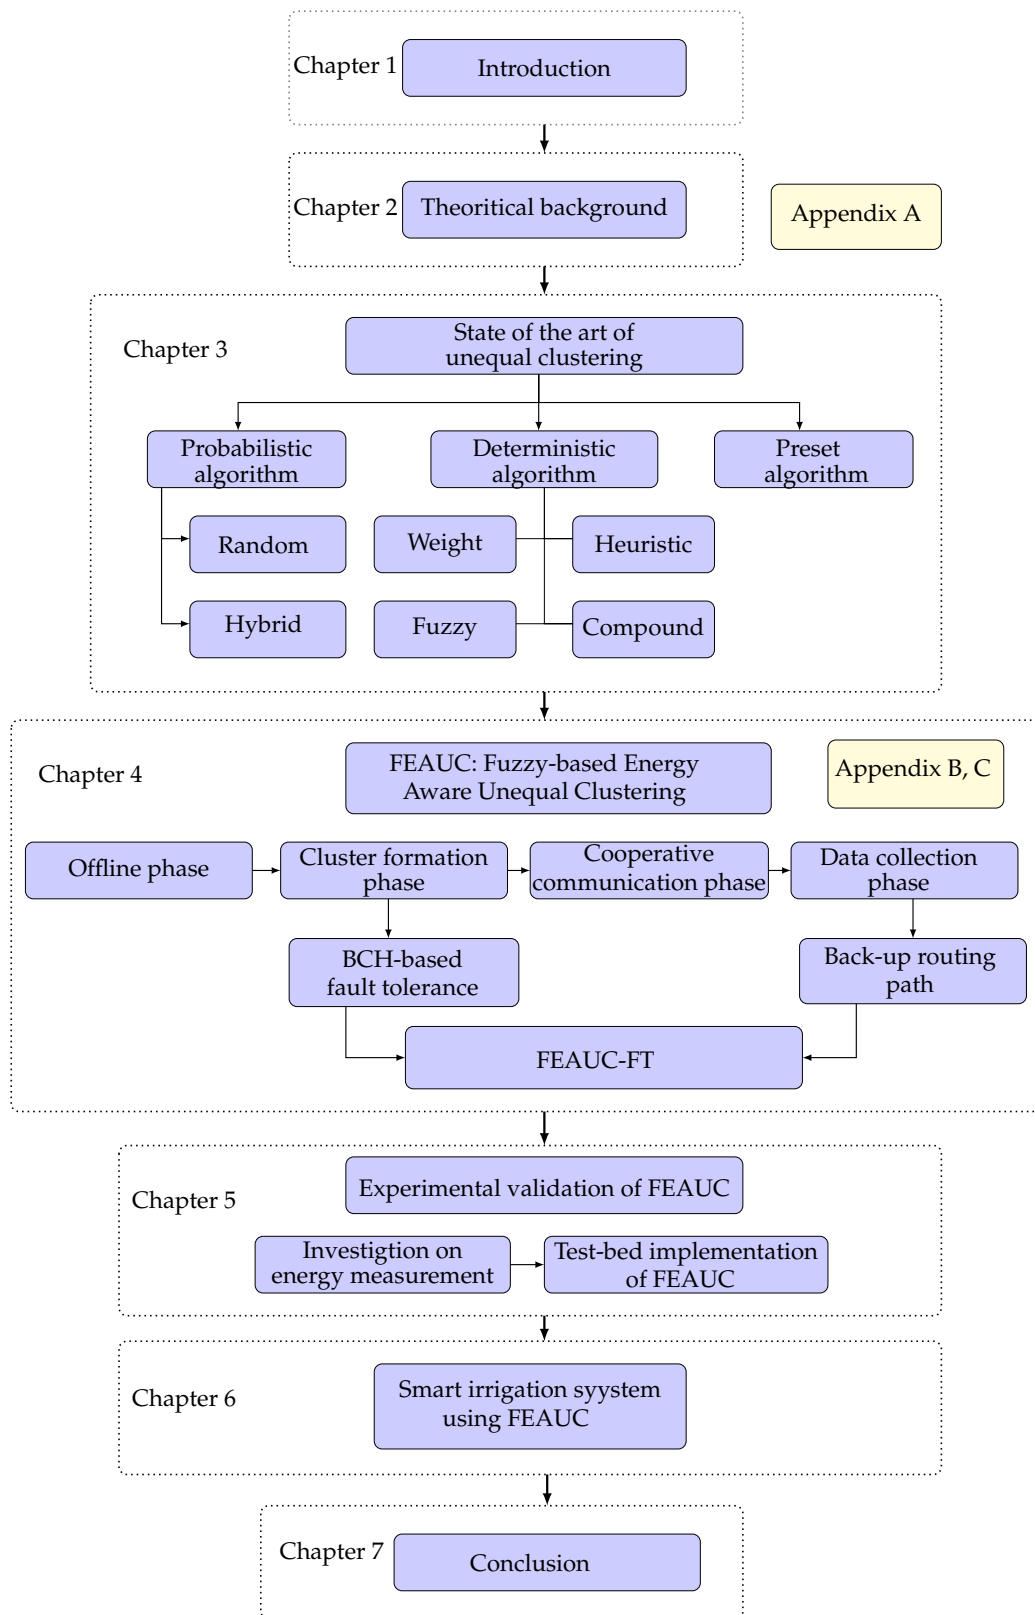 Chapter 1
Introduction
Chapter 2
Theoritical background
Appendix A
Chapter 3
State of the art of
unequal clustering
Probabilistic
algorithm
Deterministic
algorithm
Preset
algorithm
Random
Weight
Heuristic
Hybrid
Fuzzy
Compound
Chapter 4
FEAUC: Fuzzy-based Energy
Aware Unequal Clustering
Appendix B, C
Offline phase
Cluster formation
phase
Cooperative
communication phase
Data collection
phase
BCH-based
fault tolerance
Back-up routing
path
FEAUC-FT
Chapter 5
Experimental validation of FEAUC
Investigtion on
energy measurement
Test-bed implementation
of FEAUC
Chapter 6
Smart irrigation syystem
using FEAUC
Chapter 7
Conclusion